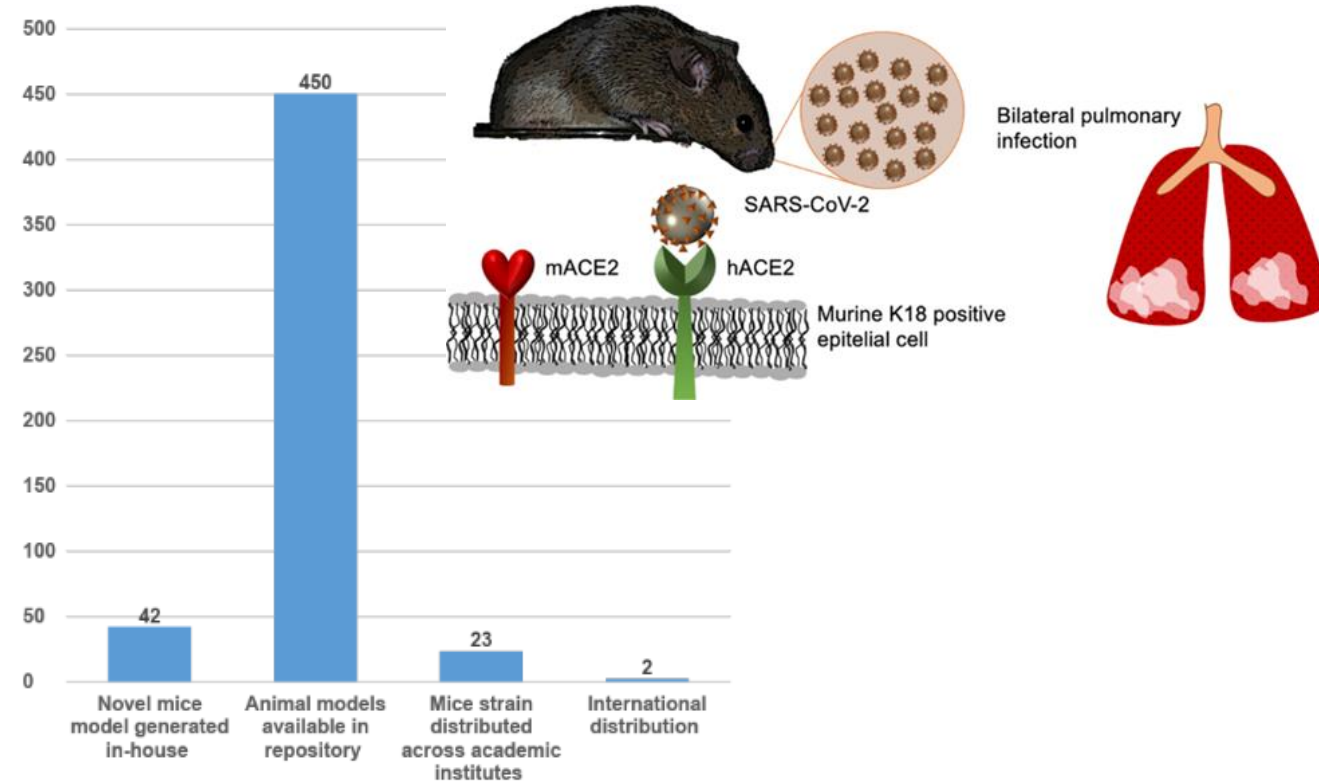 500
450
400
350
300
250
200
150
100
50
0
42
450
23
2
Novel mice
model generated
in-house
Animal models
available in
repository
Mice strain
distributed
across academic
institutes
International
distribution
SARS-CoV-2
mACE2
hACE2
Murine K18 positive
epitelial cell
Bilateral pulmonary
infection